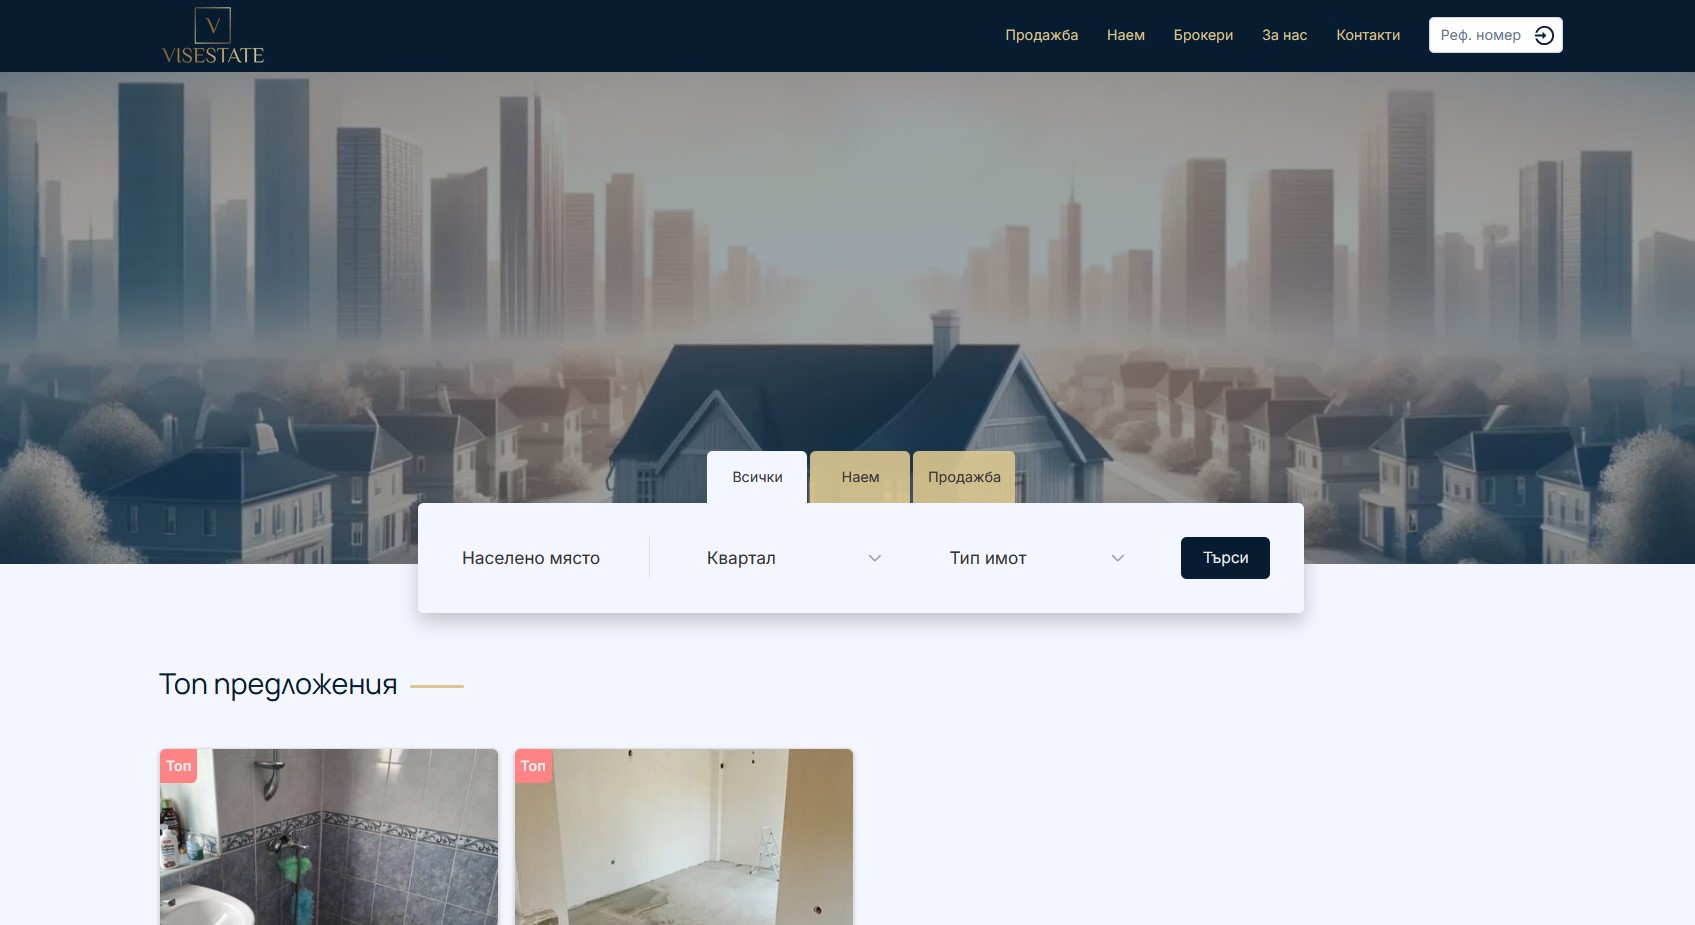 V
VISESTATE
Продажба
Наем
Брокери
За нас
Контакти
Реф. номер
Всички
Наем
Продажба
Населено място
Квартал
Тип имот
Търси
Топ предложения
Топ
Топ